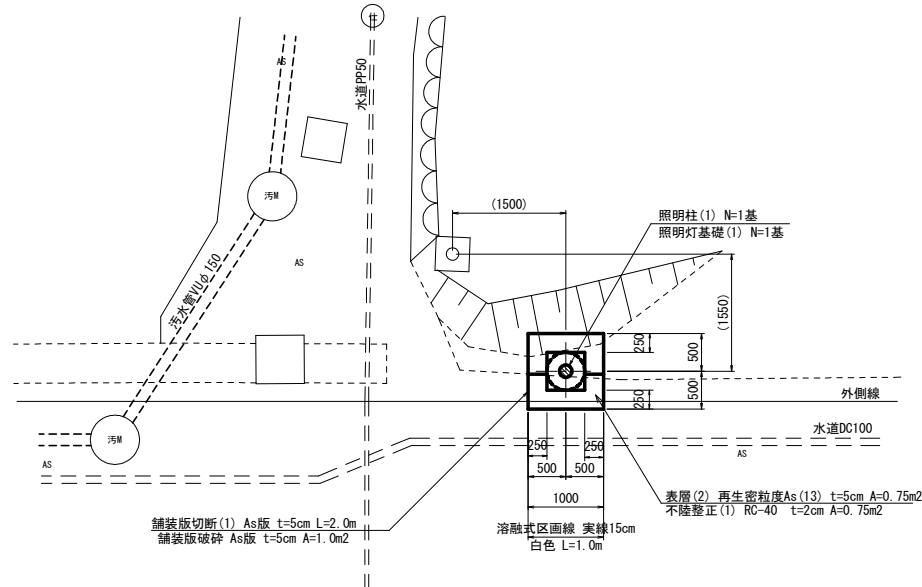 仕
AS
水道PP50
汚M
(1500)
照明柱(1) N=1基
照明灯基礎(1) N=1基
AS
汚水管VUφ150
(1550)
250
500
250
500
外側線
汚M
水道DC100
AS
AS
250
250
500
500
1000
表層(2) 再生密粒度As(13) t=5cm A=0.75m2
不陸整正(1) RC-40 t=2cm A=0.75m2
舗装版切断(1) As版 t=5cm L=2.0m
舗装版破砕 As版 t=5cm A=1.0m2
溶融式区画線 実線15cm
白色 L=1.0m